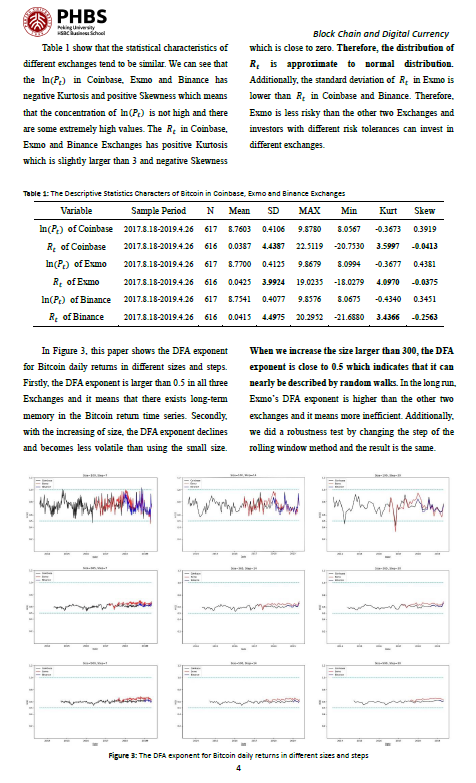 PHBS
Peking University
HSBC Business School
Block Chain and Digital Currency
Table 1 show that the statistical characteristics of
different exchanges tend to be similar. We can see that
the ln(Pt) in Coinbase, Exmo and Binance has
negative Kurtosis and positive Skewness which means
that the concentration of ln(Pt) is not high and there
are some extremely high values. The Rt in Coinbase,
Exmo and Binance Exchanges has positive Kurtosis
which is slightly larger than 3 and negative Skewness
which is close to zero. Therefore, the distribution of
Rt is approximate to normal distribution.
Additionally, the standard deviation of Rt in Exmo is
lower than Rt in Coinbase and Binance. Therefore,
Exmo is less risky than the other two Exchanges and
investors with different risk tolerances can invest in
different exchanges.
Table 1: The Descriptive Statistics Characters of Bitcoin in Coinbase, Exmo and Binance Exchanges
Variable Sample Period N Mean SD MAX Min Kurt Skew
ln(Pt) of Coinbase 2017.8.18-2019.4.26 617 8.7603 0.4106 9.8780 8.0567 -0.3673 0.3919
Rt of Coinbase 2017.8.18-2019.4.26 616 0.0387 4.4387 22.5119 -20.7530 3.5997 -0.0413
ln(Pt) of Exmo 2017.8.18-2019.4.26 617 8.7700 0.4125 9.8679 8.0994 -0.3677 0.4381
Rt of Exmo 2017.8.18-2019.4.26 616 0.0425 3.9924 19.0235 -18.0279 4.0970 -0.0375
ln(Pt) of Binance 2017.8.18-2019.4.26 617 8.7541 0.4077 9.8576 8.0675 -0.4340 0.3451
Rt of Binance 2017.8.18-2019.4.26 616 0.0415 4.4975 20.2952 -21.6880 3.4366 -0.2563
In Figure 3, this paper shows the DFA exponent
for Bitcoin daily returns in different sizes and steps.
Firstly, the DFA exponent is larger than 0.5 in all three
Exchanges and it means that there exists long-term
memory in the Bitcoin return time series. Secondly,
with the increasing of size, the DFA exponent declines
and becomes less volatile than using the small size.
When we increase the size larger than 300, the DFA
exponent is close to 0.5 which indicates that it can
nearly be described by random walks. In the long run,
Exmo's DFA exponent is higher than the other two
exchanges and it means more inefficient. Additionally,
we did a robustness test by changing the step of the
rolling window method and the result is the same.
Figure 3: The DFA exponent for Bitcoin daily returns in different sizes and steps
4